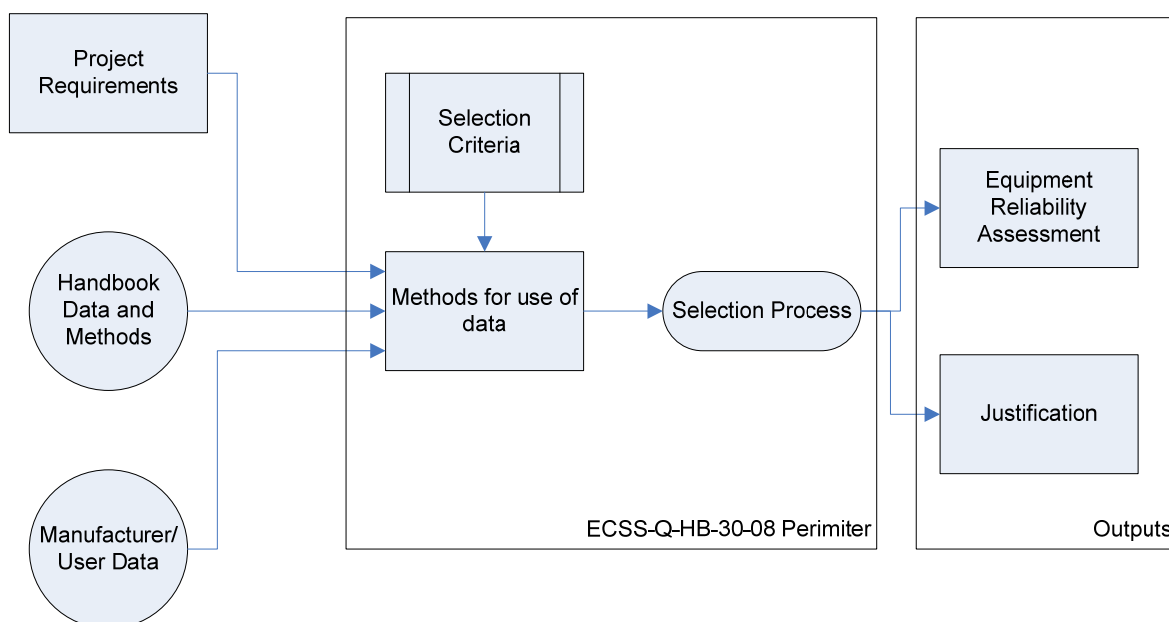 Project
Requirements
Selection
Criteria
Equipment
Reliability
Assessment
Handbook
Data and
Methods
Methods for use of
data
Selection Process
Justification
Manufacturer/
User Data
ECSS-Q-HB-30-08 Perimiter
Outputs